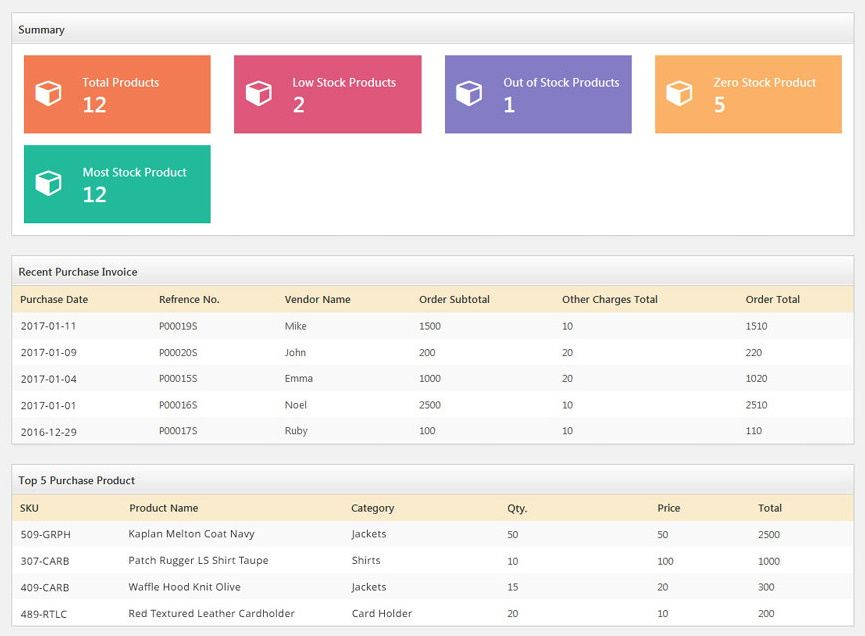 Summary
Total Products
12
Low Stock Products
2
Out of Stock Products
1
Zero Stock Product
5
Most Stock Product
12
Recent Purchase Invoice
Purchase Date Refrence No. Vendor Name Order Subtotal Other Charges Total Order Total
2017-01-11 P00019S Mike 1500 10 1510
2017-01-09 P00020S John 200 20 220
2017-01-04 P00015S Emma 1000 20 1020
2017-01-01 P00016S Noel 2500 10 2510
2016-12-29 P00017S Ruby 100 10 110
Top 5 Purchase Product
SKU Product Name Category Qty. Price Total
509-GRPH Kaplan Melton Coat Navy Jackets 50 50 2500
307-CARB Patch Rugger LS Shirt Taupe Shirts 10 100 1000
409-CARB Waffle Hood Knit Olive Jackets 15 20 300
489-RTLC Red Textured Leather Cardholder Card Holder 20 10 200